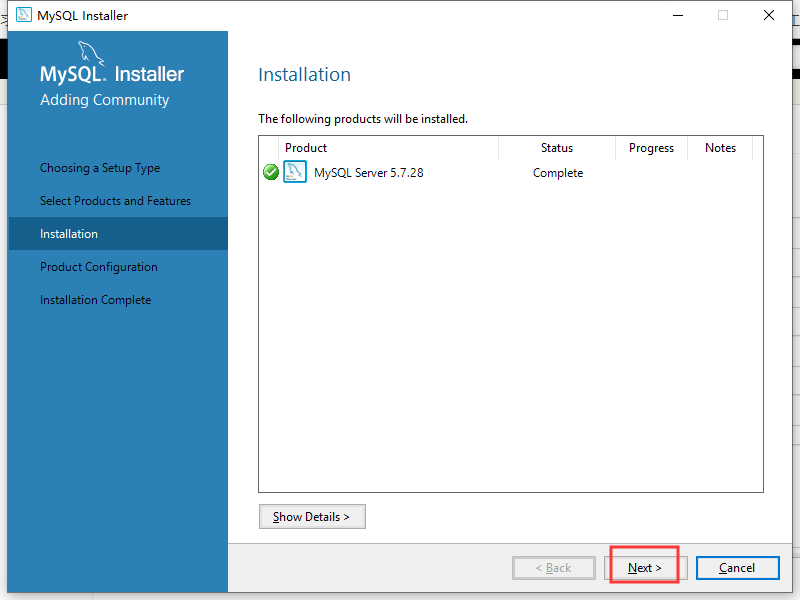 MySQL Installer
MySQL. Installer
Adding Community
Choosing a Setup Type
Select Products and Features
Installation
Product Configuration
Installation Complete
Installation
The following products will be installed.
Product Status Progress Notes
MySQL Server 5.7.28 Complete
Show Details >
< Back Next > Cancel